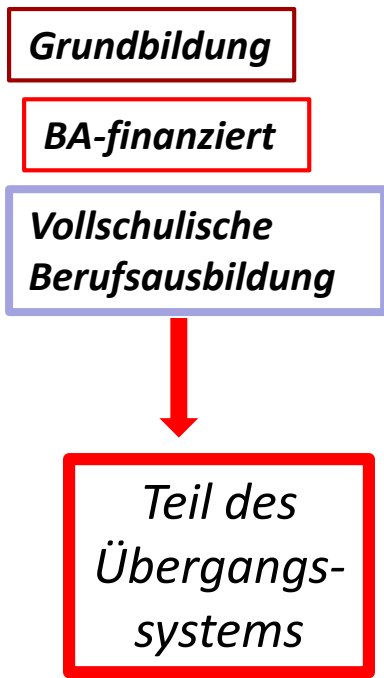 Grundbildung
BA-finanziert
Vollschulische
Berufsausbildung
Teil des
Übergangs-
systems